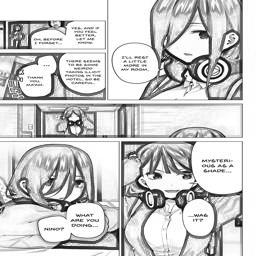 YES, AND IF
YOU FEEL
BETTER,
LET ME
KNOW.
OH, BEFORE
I FORGET...
I'LL REST
A LITTLE
MORE IN
MY ROOM.
THERE SEEMS
TO BE SOME
WEIRDO
TAKING ILLICIT
PHOTOS IN THE
HOTEL, SO BE
CAREFUL.
...
THANK
YOU,
MAYAH.
MYSTERI-
OUS AS A
SHADE...
...WAS
IT?
WHAT ARE
YOU
DOING...
NINO?